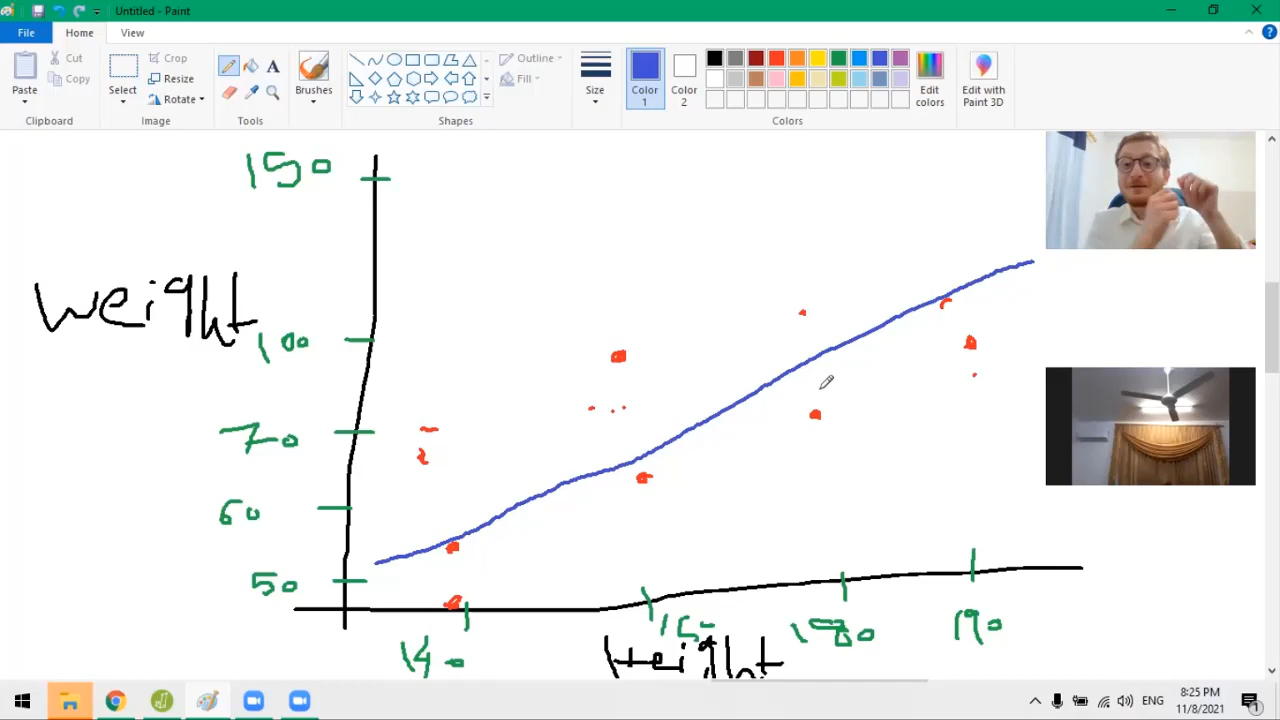 Untitled - Paint
File
Home
View
Paste
Cut
Copy
Clipboard
Select
Crop
Resize
Rotate
Image
A
Tools
Brushes
Shapes
Outline
Fill
Size
Color 1
Color 2
Colors
Edit colors
Edit with Paint 3D
150
weight
100
70
60
50
140
180
190
Height
ENG
8:25 PM
11/8/2021